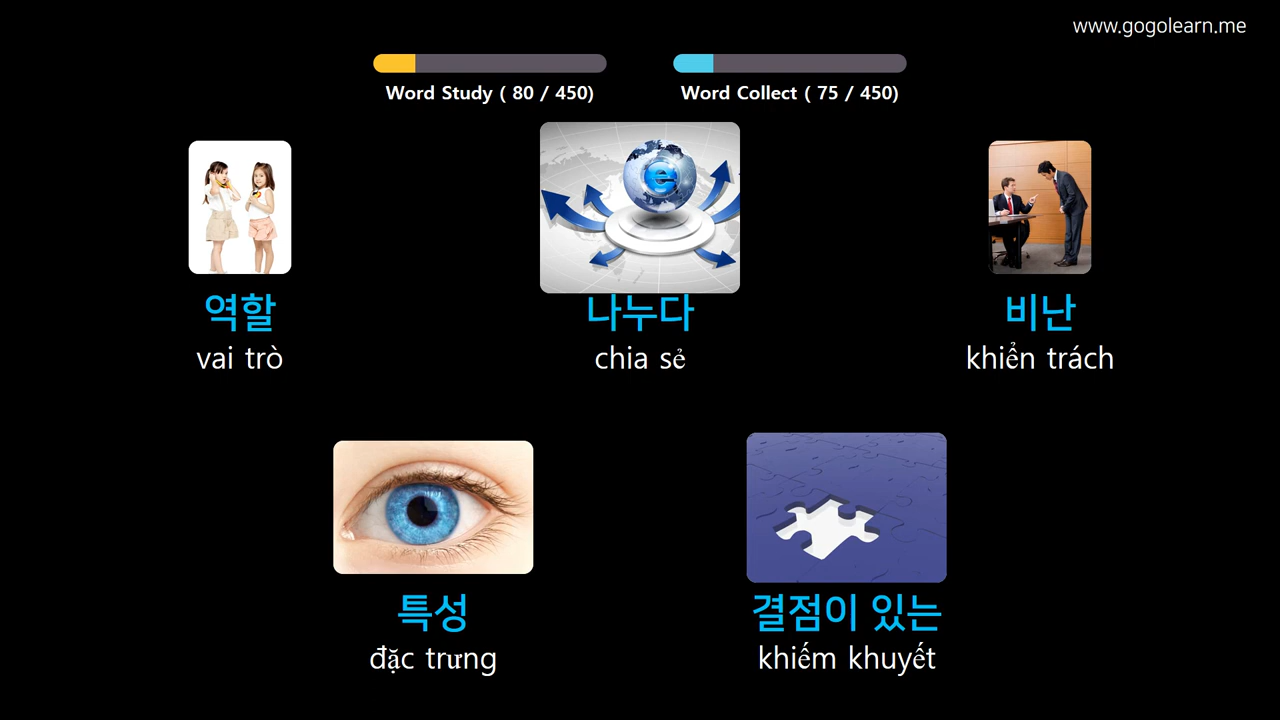 www.gogolearn.me
Word Study ( 80 / 450)
Word Collect ( 75 / 450)
e
역할
vai trò
나누다
chia sẻ
비난
khiển trách
특성
đặc trưng
결점이 있는
khiếm khuyết